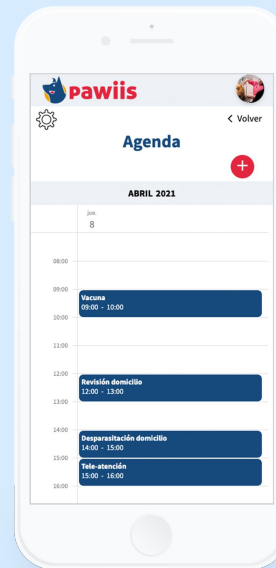 pawiis
< Volver
Agenda
+
ABRIL 2021
jue.
8
08:00
09:00
Vacuna
09:00 - 10:00
10:00
11:00
12:00
Revisión domicilio
12:00 - 13:00
13:00
14:00
Desparasitación domicilio
14:00 - 15:00
15:00
Tele-atención
15:00 - 16:00
16:00